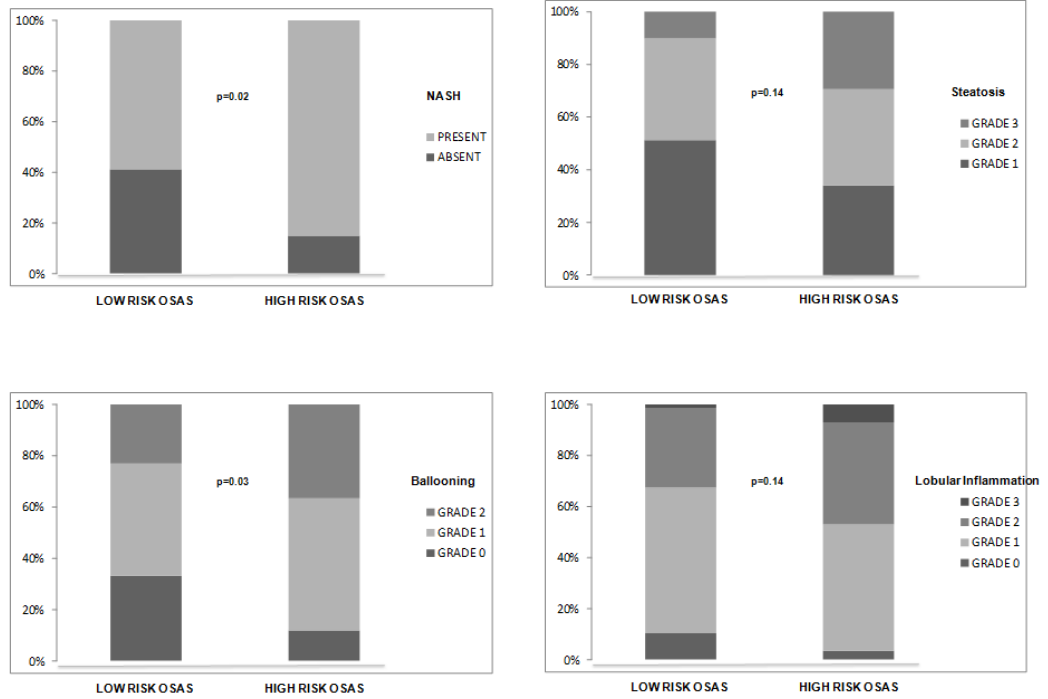 100%
80%
60%
40%
20%
0%
p=0.02
NASH
PRESENT
ABSENT
LOW RISK OSAS HIGH RISK OSAS
100%
80%
60%
40%
20%
0%
p=0.14
Steatosis
GRADE 3
GRADE 2
GRADE 1
LOW RISK OSAS HIGH RISK OSAS
100%
80%
60%
40%
20%
0%
p=0.03
Ballooning
GRADE 2
GRADE 1
GRADE 0
LOW RISK OSAS HIGH RISK OSAS
100%
80%
60%
40%
20%
0%
p=0.14
Lobular Inflammation
GRADE 3
GRADE 2
GRADE 1
GRADE 0
LOW RISK OSAS HIGH RISK OSAS